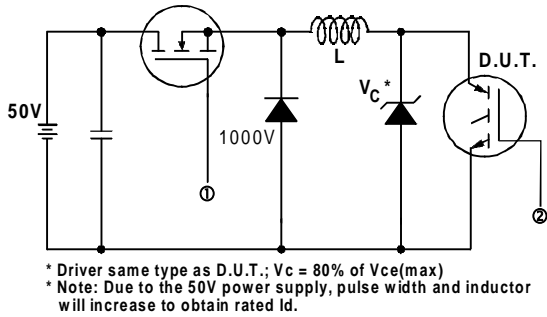 L
D.U.T.
V_C *
50V
1000V
①
②
* Driver same type as D.U.T.; Vc = 80% of Vce(max)
* Note: Due to the 50V power supply, pulse width and inductor
will increase to obtain rated Id.